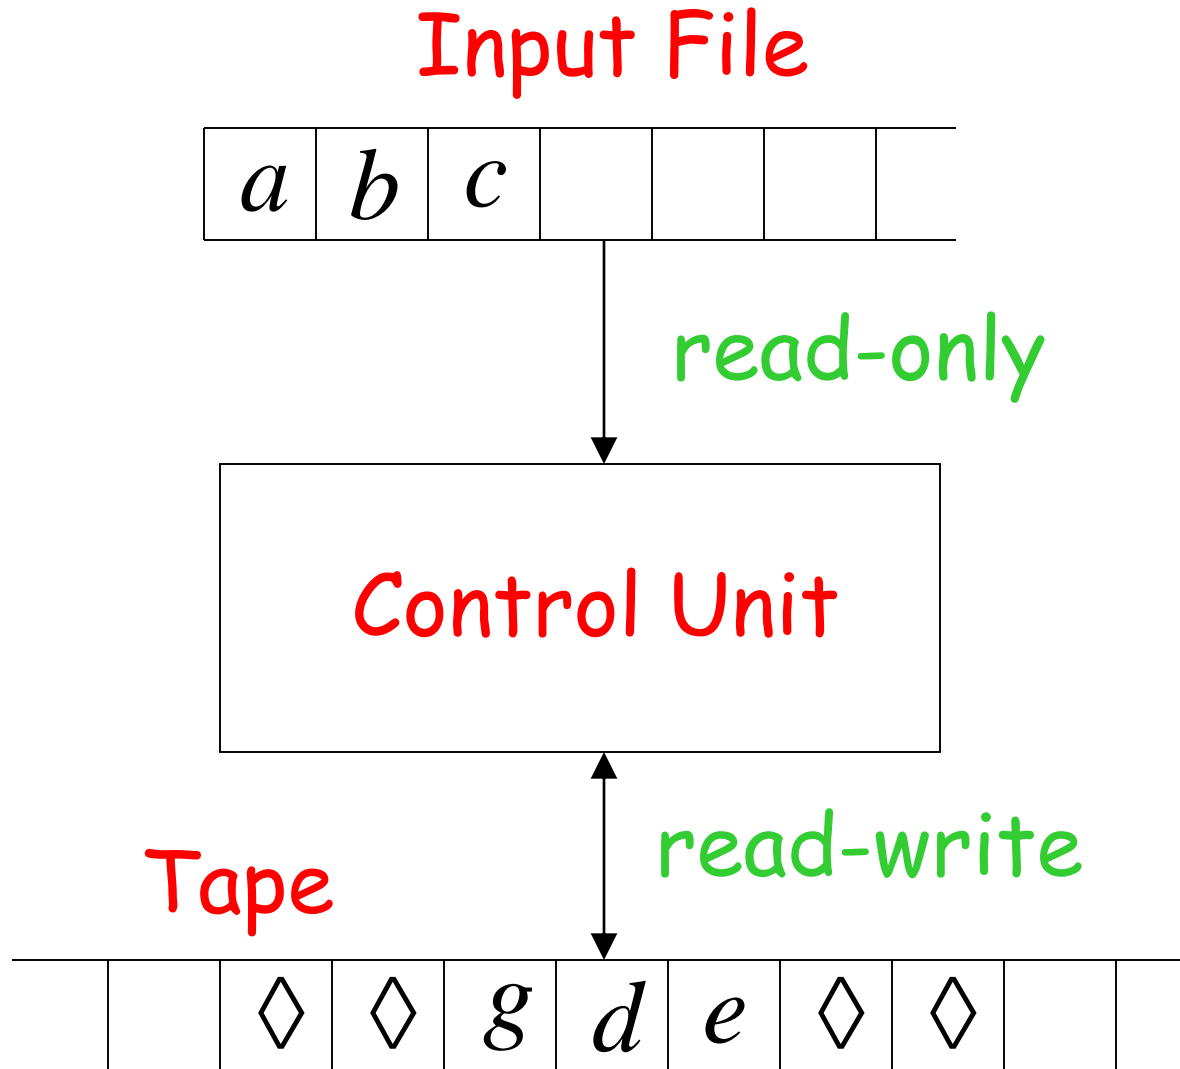 Input File
a b c
read-only
Control Unit
read-write
Tape
◊ ◊ g d e ◊ ◊